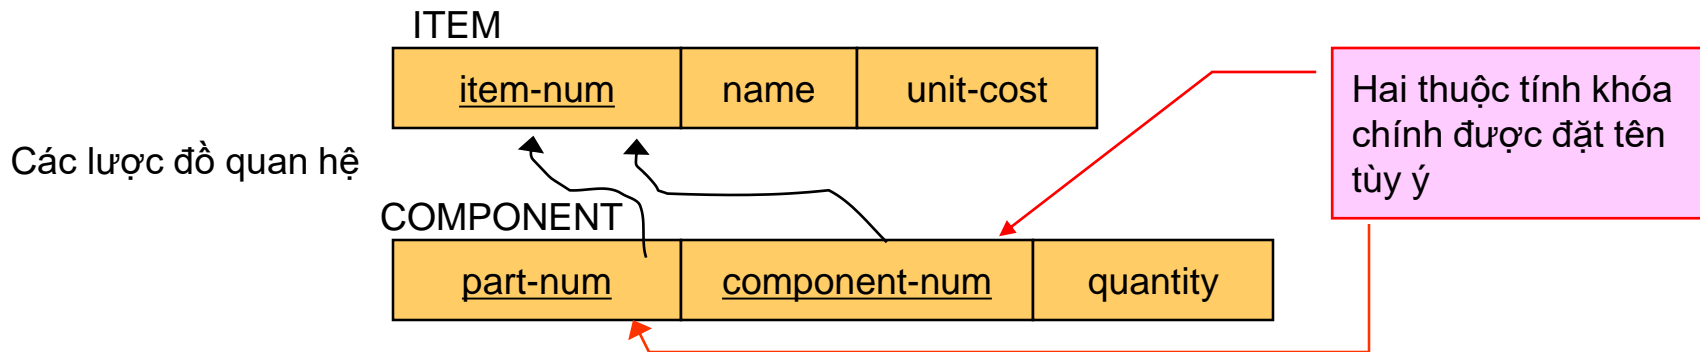 ITEM
item-num name unit-cost
Hai thuộc tính khóa
chính được đặt tên
tùy ý
Các lược đồ quan hệ
COMPONENT
part-num component-num quantity